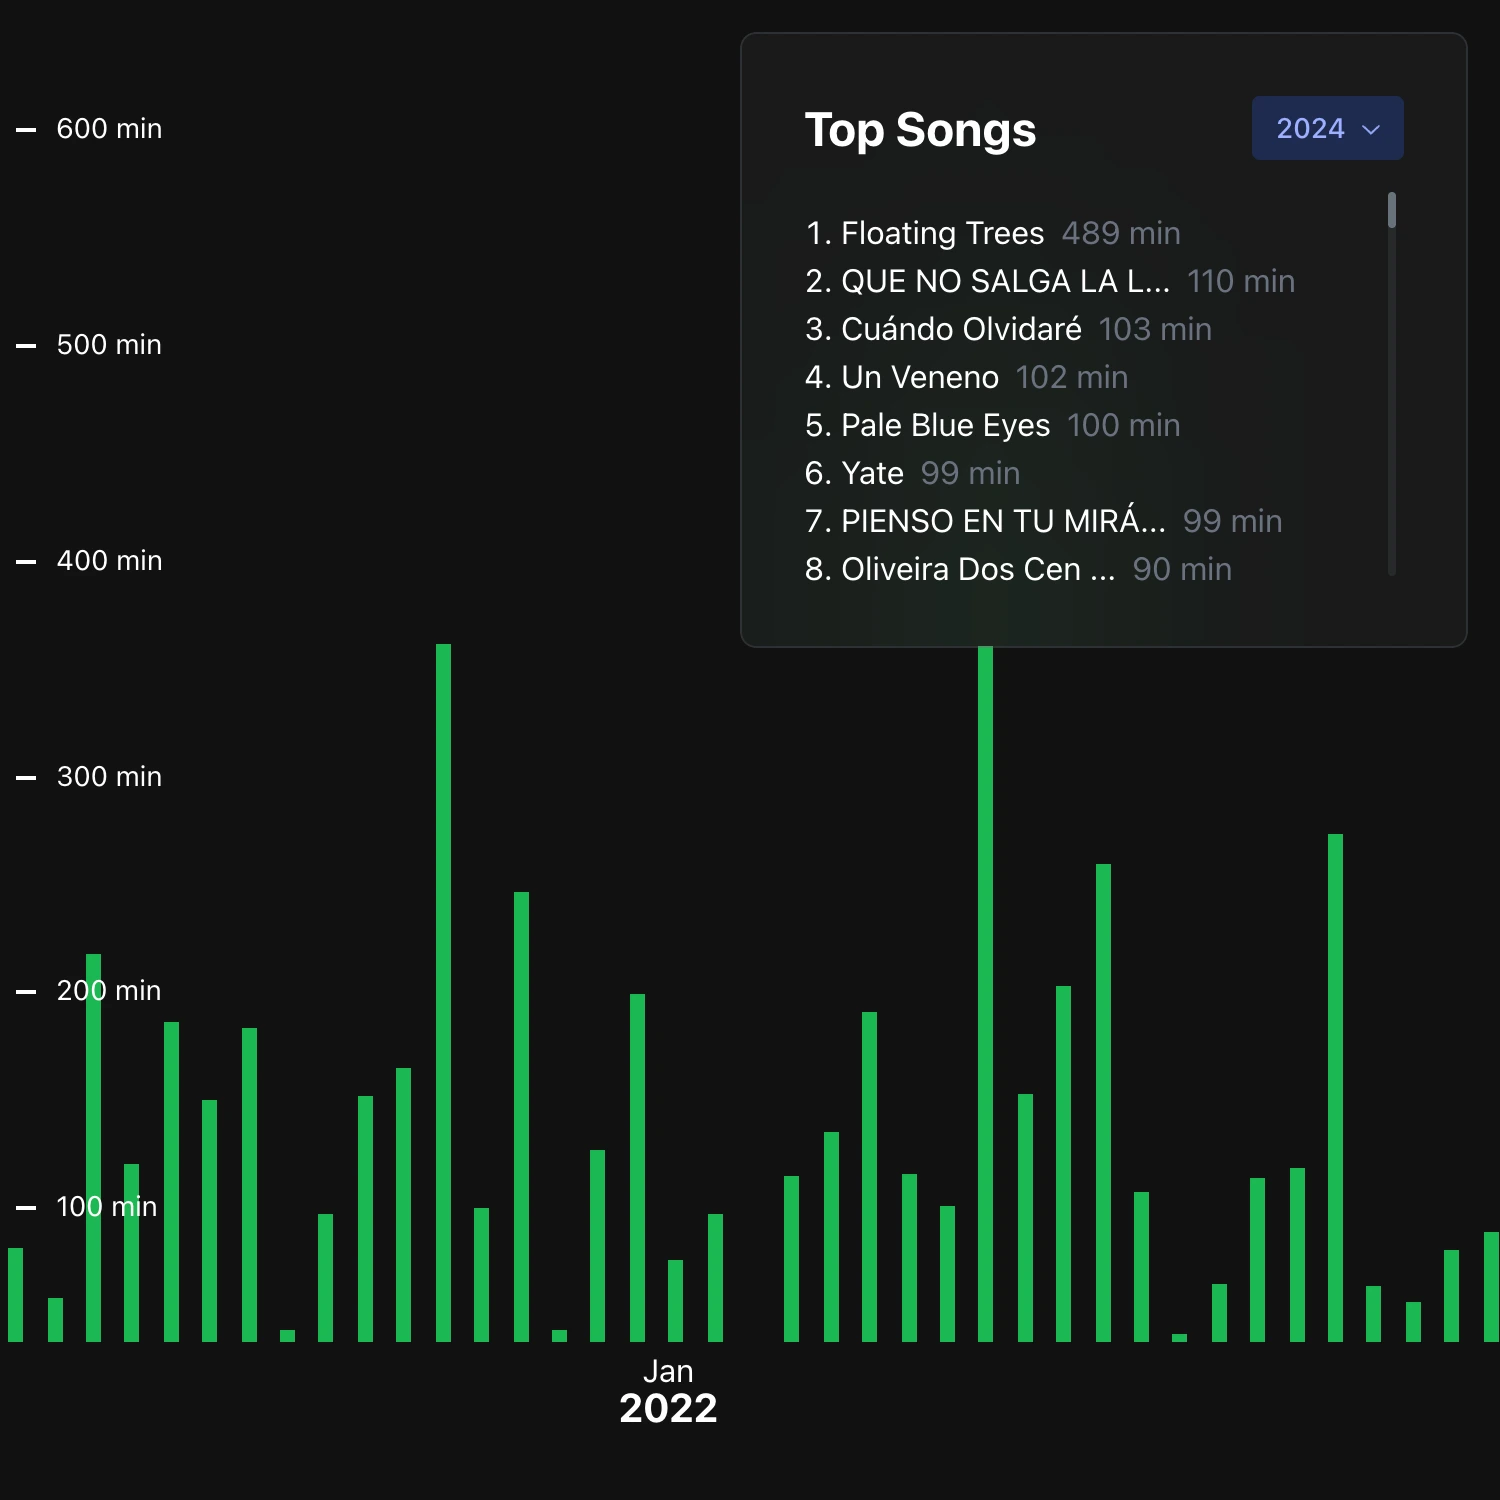 600 min
500 min
400 min
300 min
200 min
100 min
Top Songs
2024
1. Floating Trees 489 min
2. QUE NO SALGA LA L... 110 min
3. Cuándo Olvidaré 103 min
4. Un Veneno 102 min
5. Pale Blue Eyes 100 min
6. Yate 99 min
7. PIENSO EN TU MIRÁ... 99 min
8. Oliveira Dos Cen ... 90 min
Jan
2022